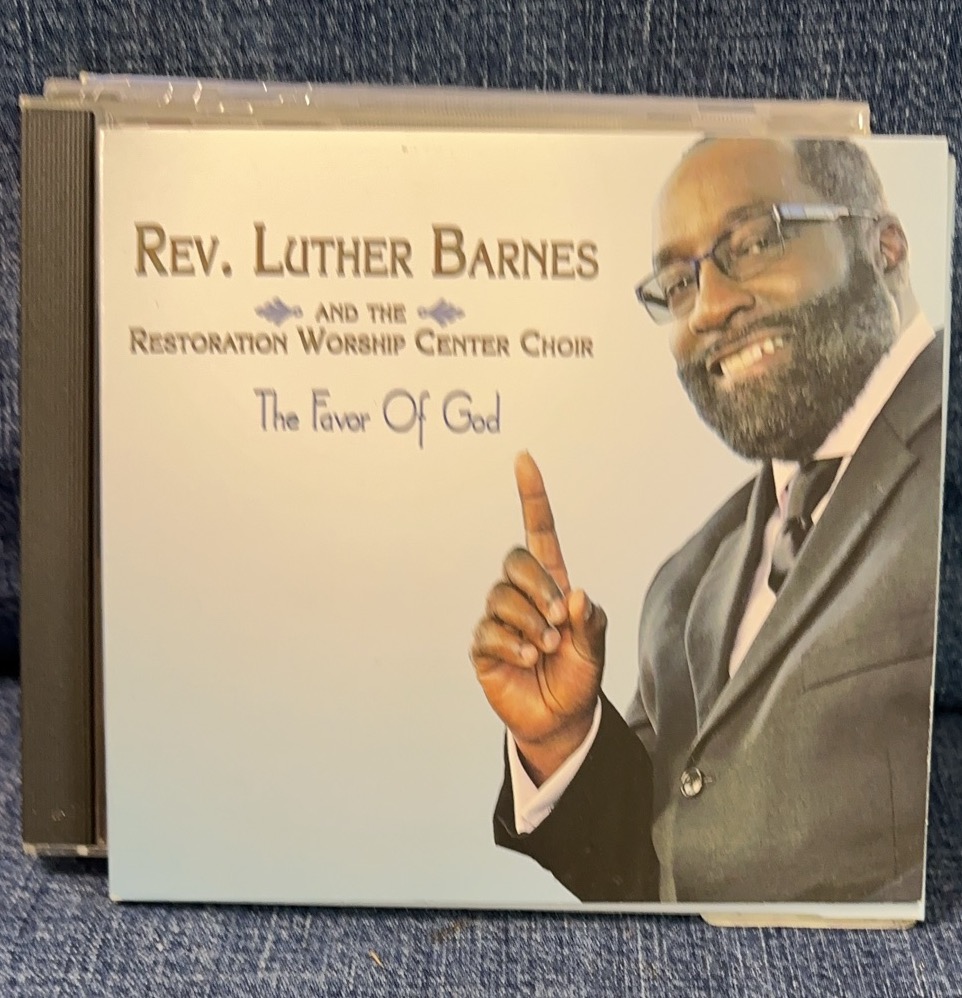 REV. LUTHER BARNES
AND THE
RESTORATION WORSHIP CENTER CHOIR
The Favor Of God